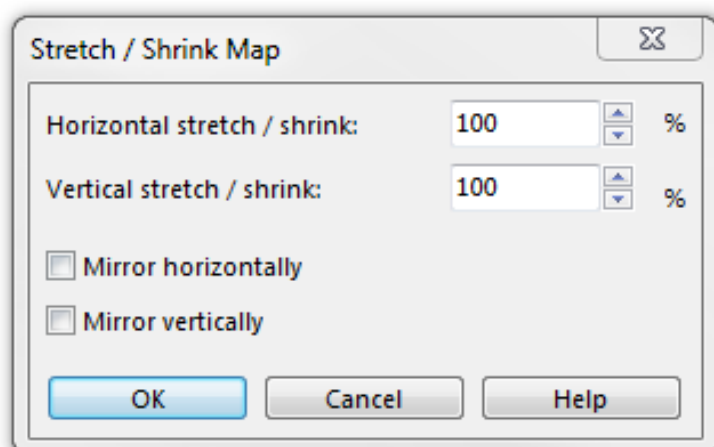 Stretch / Shrink Map
Horizontal stretch / shrink: 100 %
Vertical stretch / shrink: 100 %
Mirror horizontally
Mirror vertically
OK Cancel Help